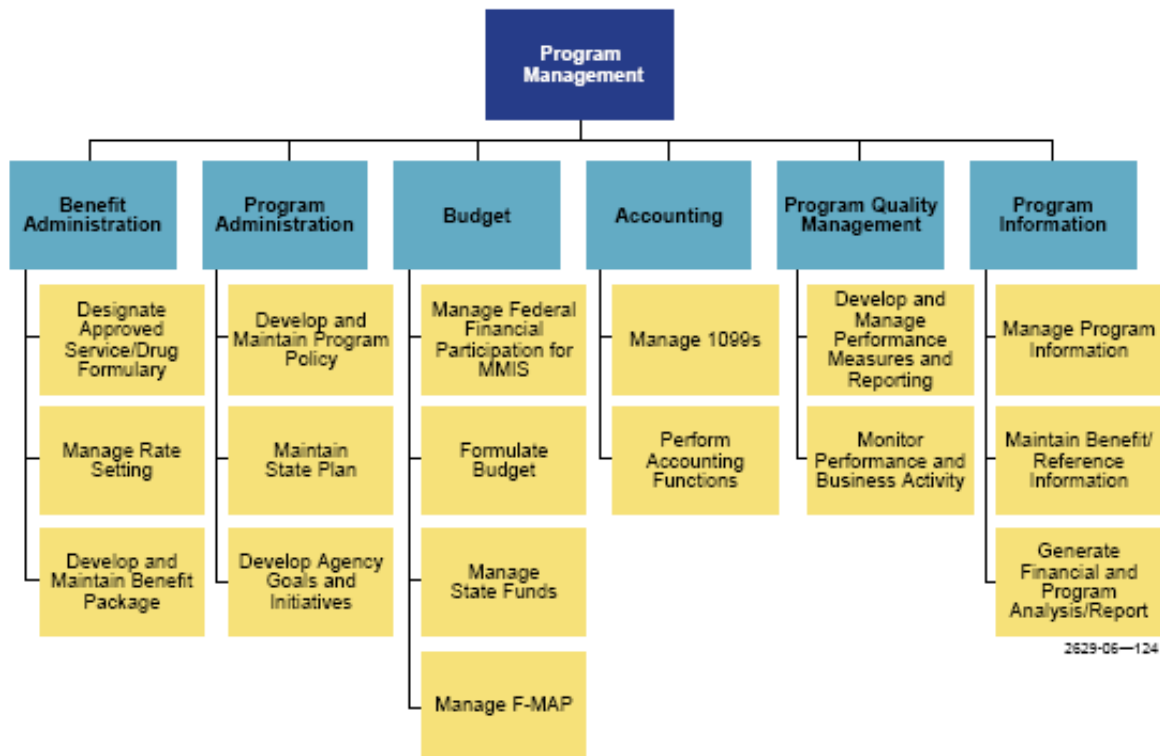 Program
Management
Benefit
Administration
Program
Administration
Budget
Accounting
Program Quality
Management
Program
Information
Designate
Approved
Service/Drug
Formulary
Manage Rate
Setting
Develop and
Maintain Benefit
Package
Develop and
Maintain Program
Policy
Maintain
State Plan
Develop Agency
Goals and
Initiatives
Manage Federal
Financial
Participation for
MMIS
Formulate
Budget
Manage
State Funds
Manage F-MAP
Manage 1099s
Perform
Accounting
Functions
Develop and
Manage
Performance
Measures and
Reporting
Monitor
Performance and
Business Activity
Manage Program
Information
Maintain Benefit/
Reference
Information
Generate
Financial and
Program
Analysis/Report
2629-06—124